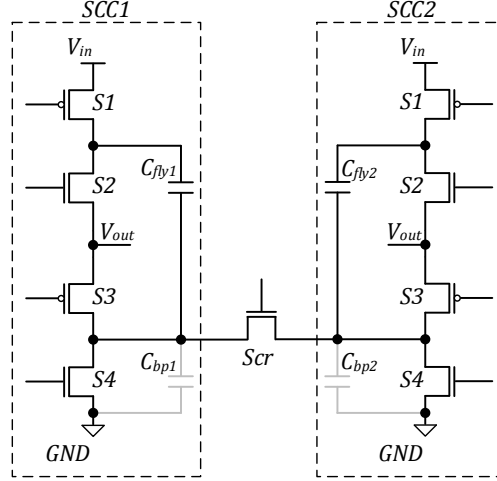 SCC1 SCC2
V_in V_in
S1 S1
C_fly1 C_fly2
S2 S2
V_out V_out
S3 S3
C_bp1 Scr C_bp2
S4 S4
GND GND